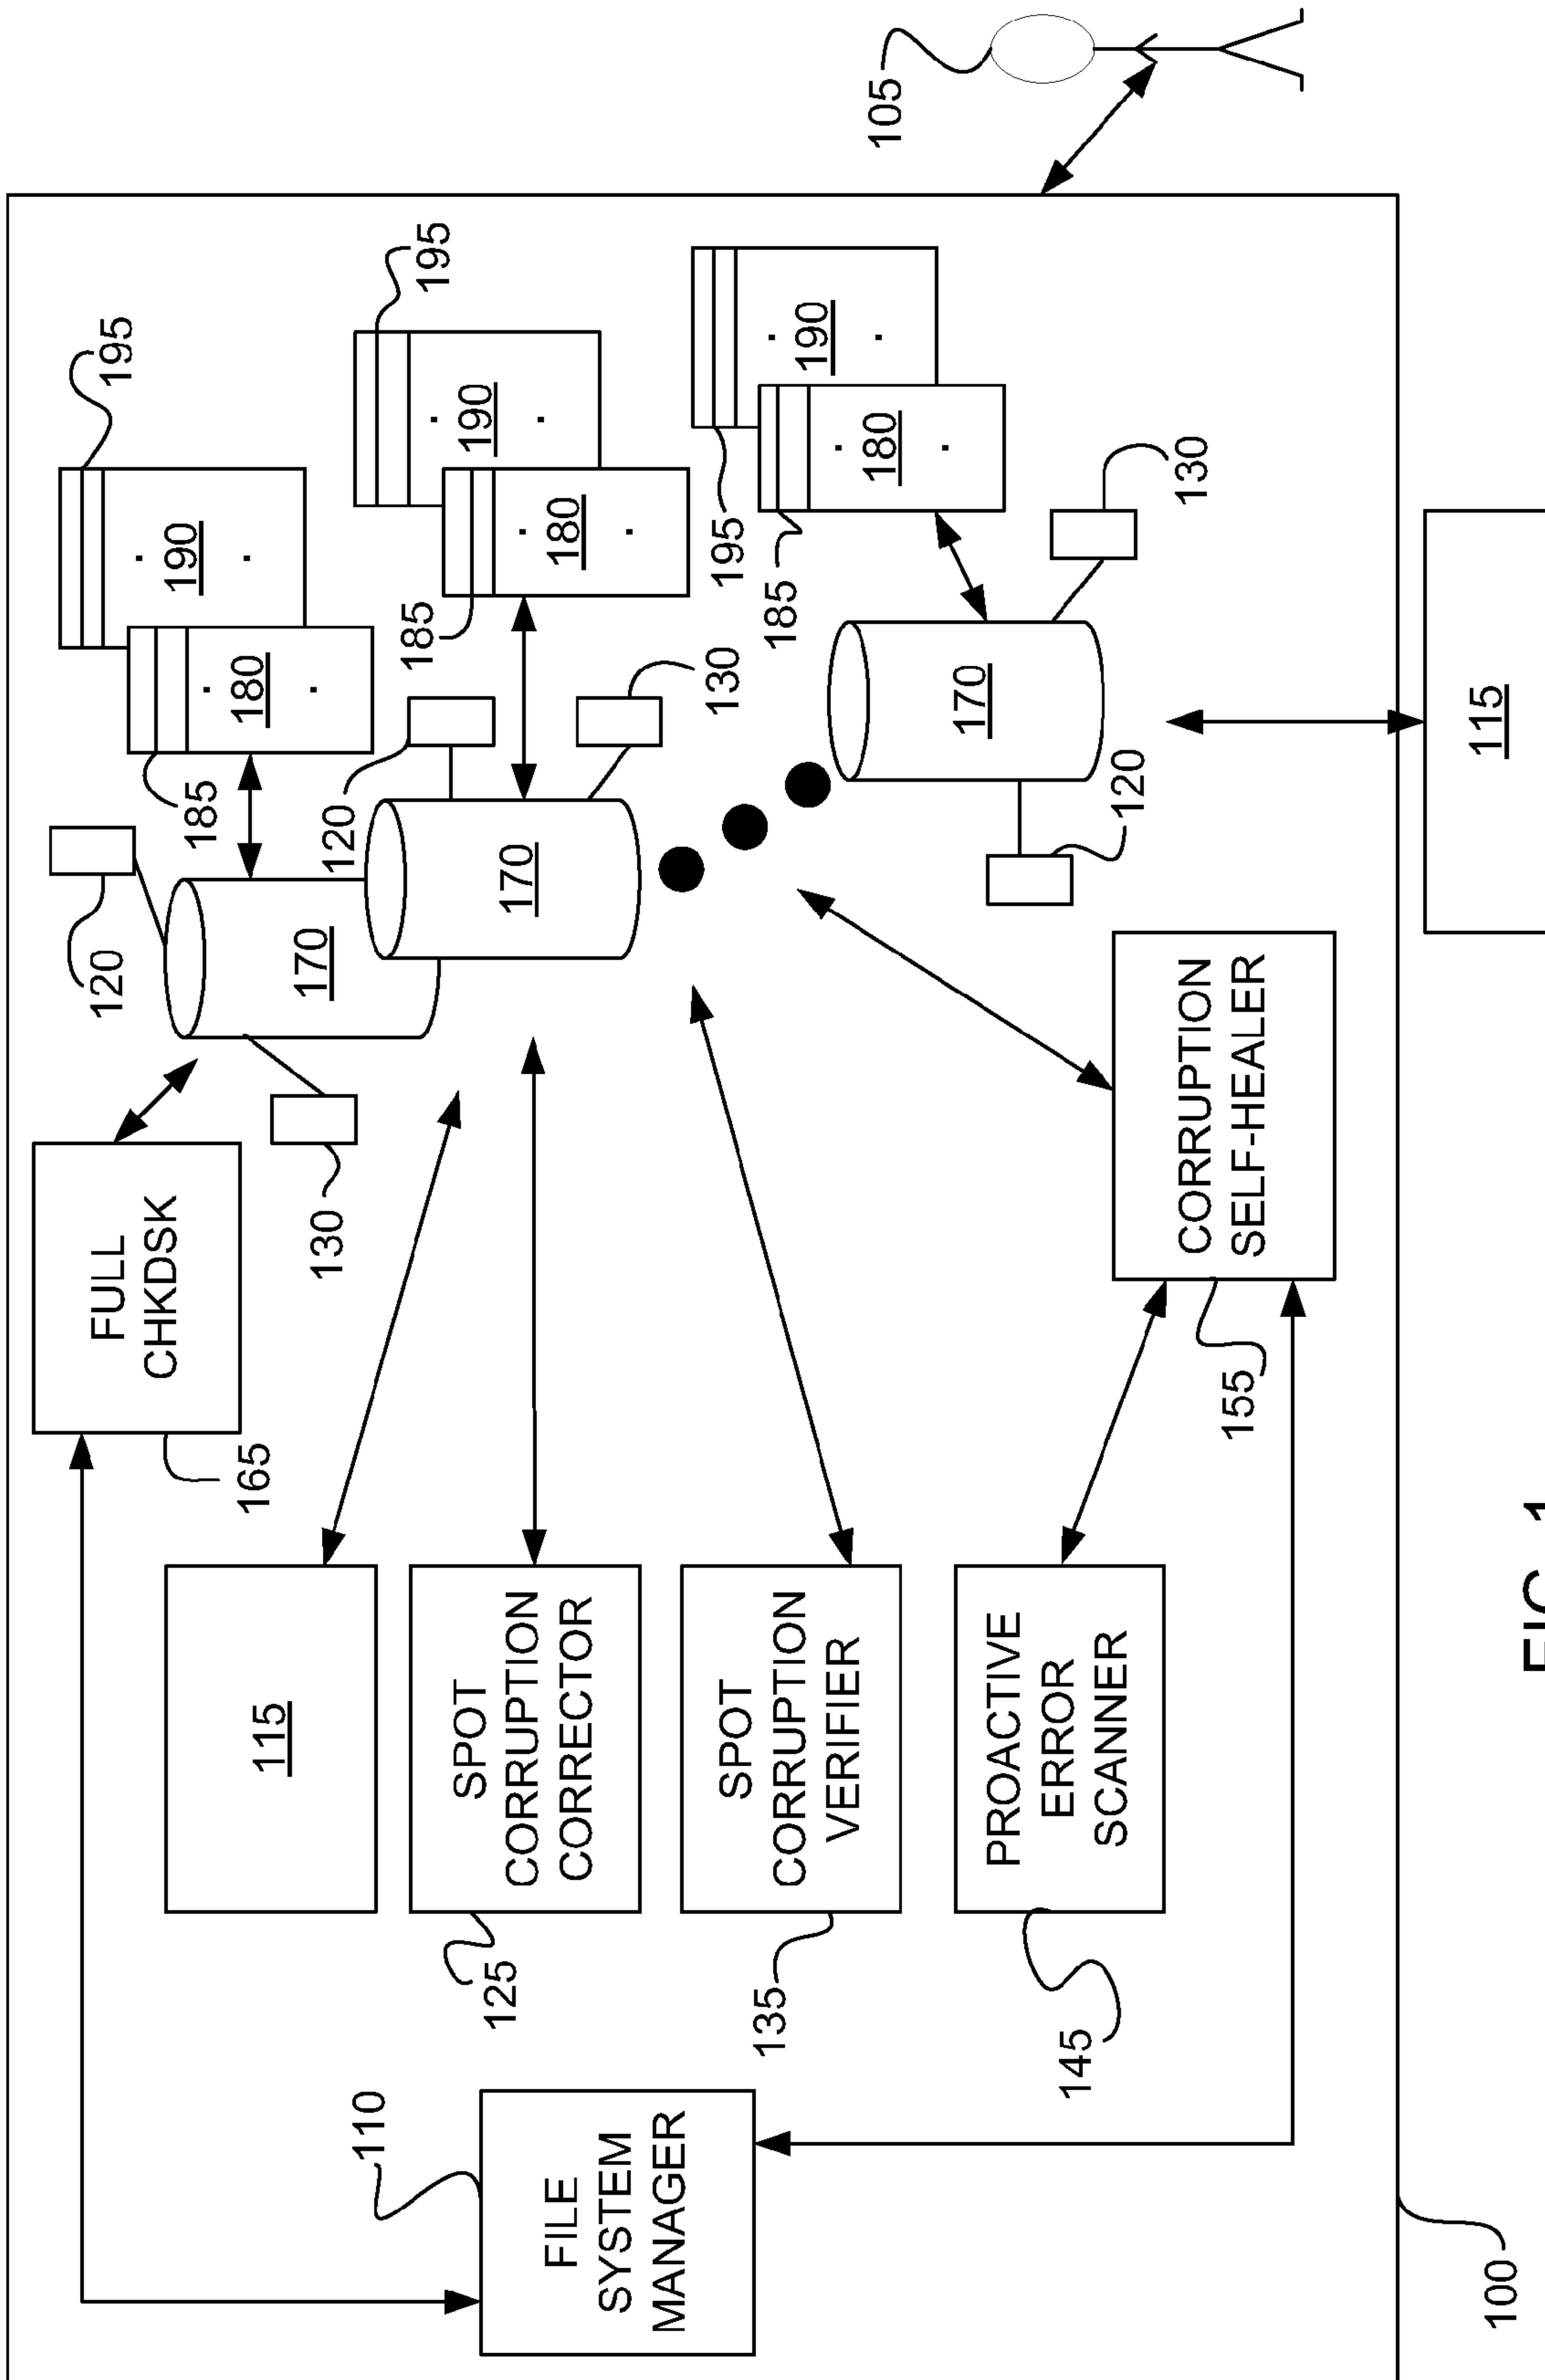 FULL
CHKDSK
165
120
195
190
185
180
170
130
115
120
110
185
195
190
180
170
SPOT
CORRUPTION
CORRECTOR
125
FILE
SYSTEM
MANAGER
130
195
185
190
180
170
SPOT
CORRUPTION
VERIFIER
135
105
PROACTIVE
ERROR
SCANNER
145
120
130
CORRUPTION
SELF-HEALER
155
115
100
FIG. 1